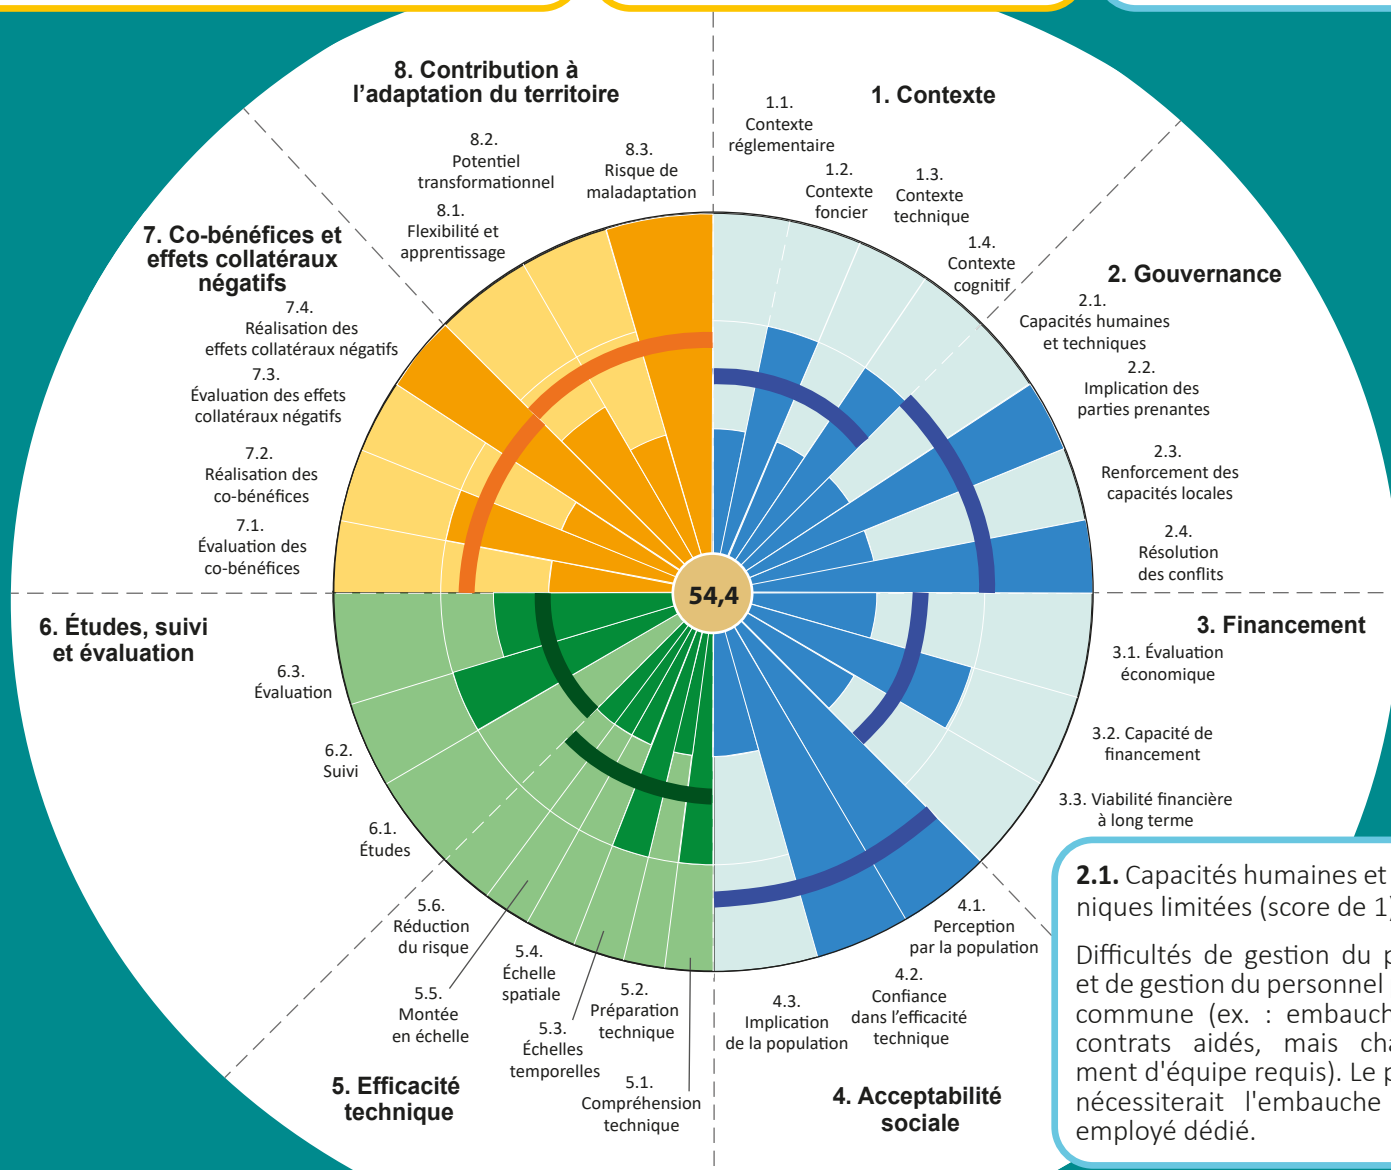 8. Contribution à
l’adaptation du territoire
8.2.
Potentiel
transformationnel
8.3.
Risque de
maladaptation
8.1.
Flexibilité et
apprentissage
1. Contexte
1.1.
Contexte
réglementaire
1.2.
Contexte
foncier
1.3.
Contexte
technique
1.4.
Contexte
cognitif
2. Gouvernance
2.1.
Capacités humaines
et techniques
2.2.
Implication des
parties prenantes
2.3.
Renforcement des
capacités locales
2.4.
Résolution
des conflits
7. Co-bénéfices et
effets collatéraux
négatifs
7.4.
Réalisation des
effets collatéraux négatifs
7.3.
Évaluation des effets
collatéraux négatifs
7.2.
Réalisation des
co-bénéfices
7.1.
Évaluation des
co-bénéfices
54,4
6. Études, suivi
et évaluation
6.3.
Évaluation
6.2.
Suivi
6.1.
Études
3. Financement
3.1. Évaluation
économique
3.2. Capacité de
financement
3.3. Viabilité financière
à long terme
5.6.
Réduction
du risque
5.5.
Montée
en échelle
5.4.
Échelle
spatiale
5.3.
Échelles
temporelles
5.2.
Préparation
technique
5.1.
Compréhension
technique
5. Efficacité
technique
4.1.
Perception
par la population
4.2.
Confiance
dans l’efficacité
technique
4.3.
Implication
de la population
4. Acceptabilité
sociale
2.1. Capacités humaines et
niques limitées (score de 1)
Difficultés de gestion du p
et de gestion du personnel
commune (ex. : embauch
contrats aidés, mais cha
ment d'équipe requis). Le p
nécessiterait l'embauche
employé dédié.